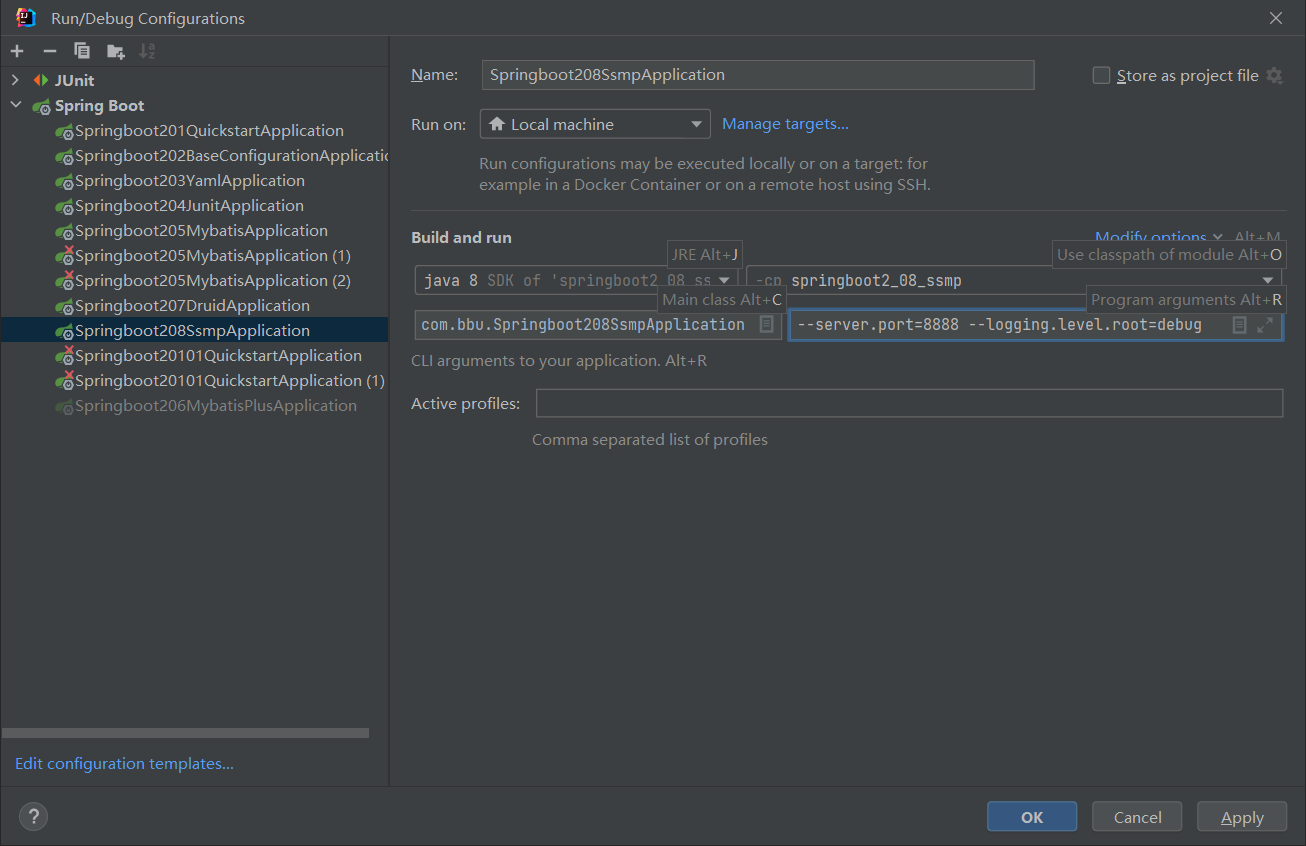 Run/Debug Configurations
JUnit
Spring Boot
Springboot201QuickstartApplication
Springboot202BaseConfigurationApplicatio
Springboot203YamlApplication
Springboot204JunitApplication
Springboot205MybatisApplication
Springboot205MybatisApplication (1)
Springboot205MybatisApplication (2)
Springboot207DruidApplication
Springboot208SsmpApplication
Springboot20101QuickstartApplication
Springboot20101QuickstartApplication (1)
Springboot206MybatisPlusApplication
Edit configuration templates...
Name: Springboot208SsmpApplication Store as project file
Run on: Local machine Manage targets...
Run configurations may be executed locally or on a target: for
example in a Docker Container or on a remote host using SSH.
Build and run Modify options Alt+M
JRE Alt+J Use classpath of module Alt+O
java 8 SDK of 'springboot2_08_ss -cp springboot2_08_ssmp
Main class Alt+C Program arguments Alt+R
com.bbu.Springboot208SsmpApplication --server.port=8888 --logging.level.root=debug
CLI arguments to your application. Alt+R
Active profiles:
Comma separated list of profiles
? OK Cancel Apply